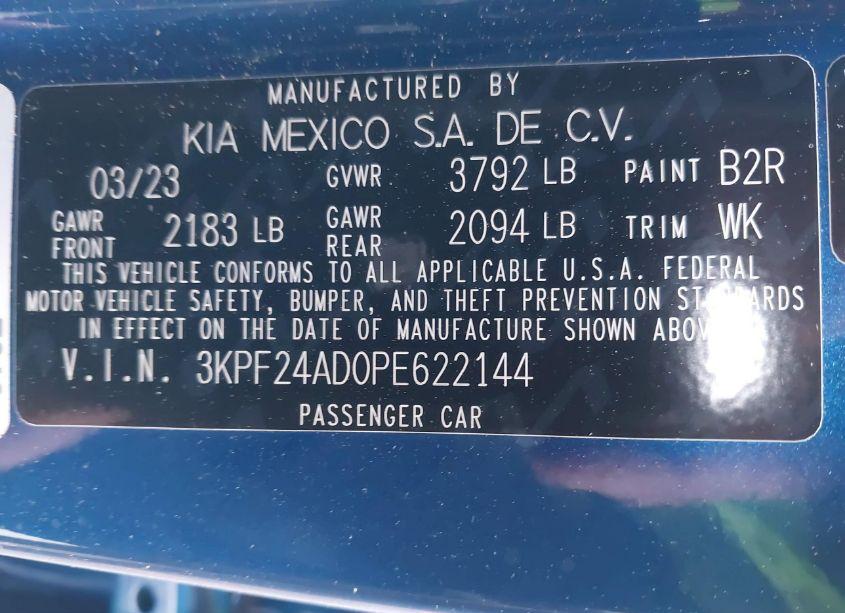 MANUFACTURED BY
KIA MEXICO S.A. DE C.V.
03/23 GVWR 3792 LB PAINT B2R
GAWR FRONT 2183 LB GAWR REAR 2094 LB TRIM WK
THIS VEHICLE CONFORMS TO ALL APPLICABLE U.S.A. FEDERAL
MOTOR VEHICLE SAFETY, BUMPER, AND THEFT PREVENTION STANDARDS
IN EFFECT ON THE DATE OF MANUFACTURE SHOWN ABOVE.
V.I.N. 3KPF24AD0PE622144
PASSENGER CAR